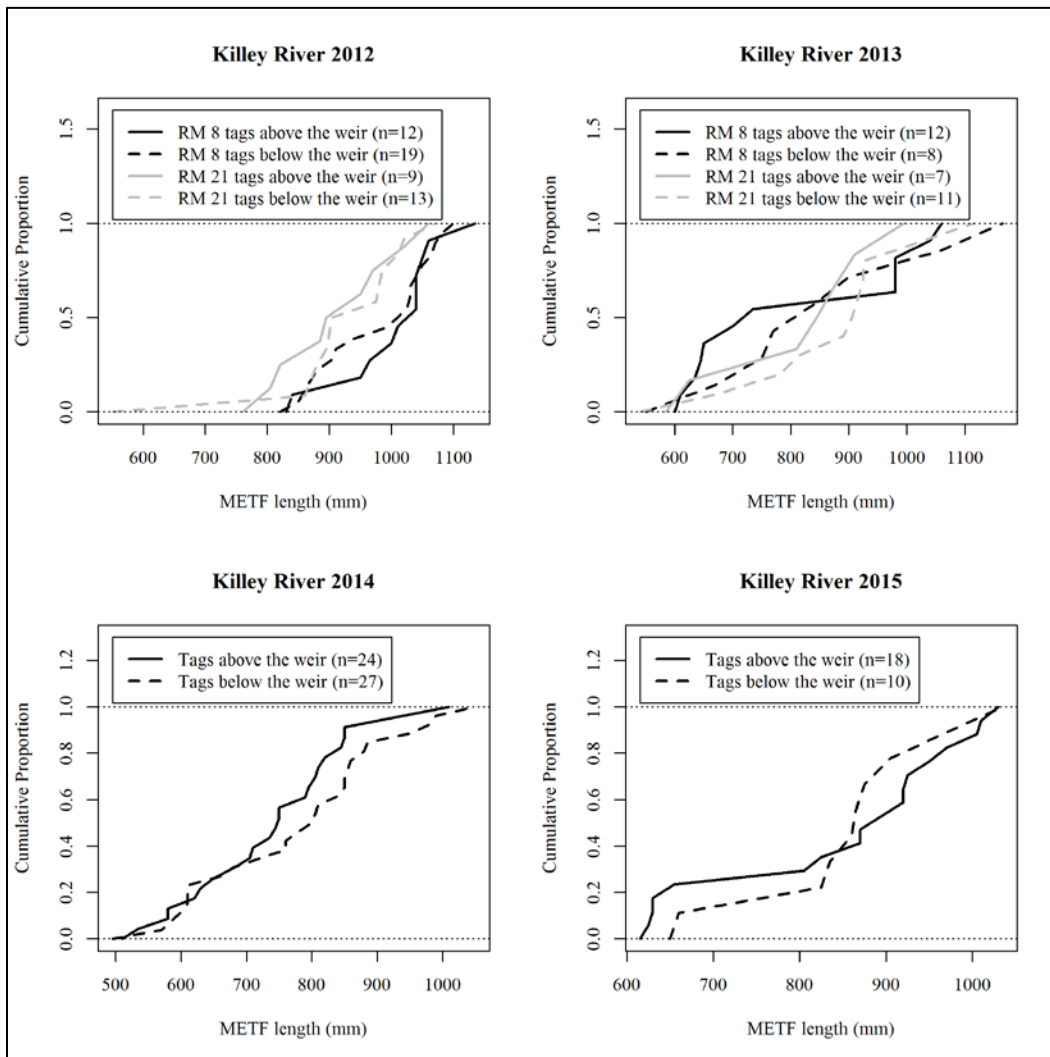 Killey River 2012
RM 8 tags above the weir (n=12)
RM 8 tags below the weir (n=19)
RM 21 tags above the weir (n=9)
RM 21 tags below the weir (n=13)
Cumulative Proportion
0.0 0.5 1.0 1.5
600 700 800 900 1000 1100
METF length (mm)
Killey River 2013
RM 8 tags above the weir (n=12)
RM 8 tags below the weir (n=8)
RM 21 tags above the weir (n=7)
RM 21 tags below the weir (n=11)
Cumulative Proportion
0.0 0.5 1.0 1.5
600 700 800 900 1000 1100
METF length (mm)
Killey River 2014
Tags above the weir (n=24)
Tags below the weir (n=27)
Cumulative Proportion
0.0 0.2 0.4 0.6 0.8 1.0 1.2
500 600 700 800 900 1000
METF length (mm)
Killey River 2015
Tags above the weir (n=18)
Tags below the weir (n=10)
Cumulative Proportion
0.0 0.2 0.4 0.6 0.8 1.0 1.2
600 700 800 900 1000
METF length (mm)